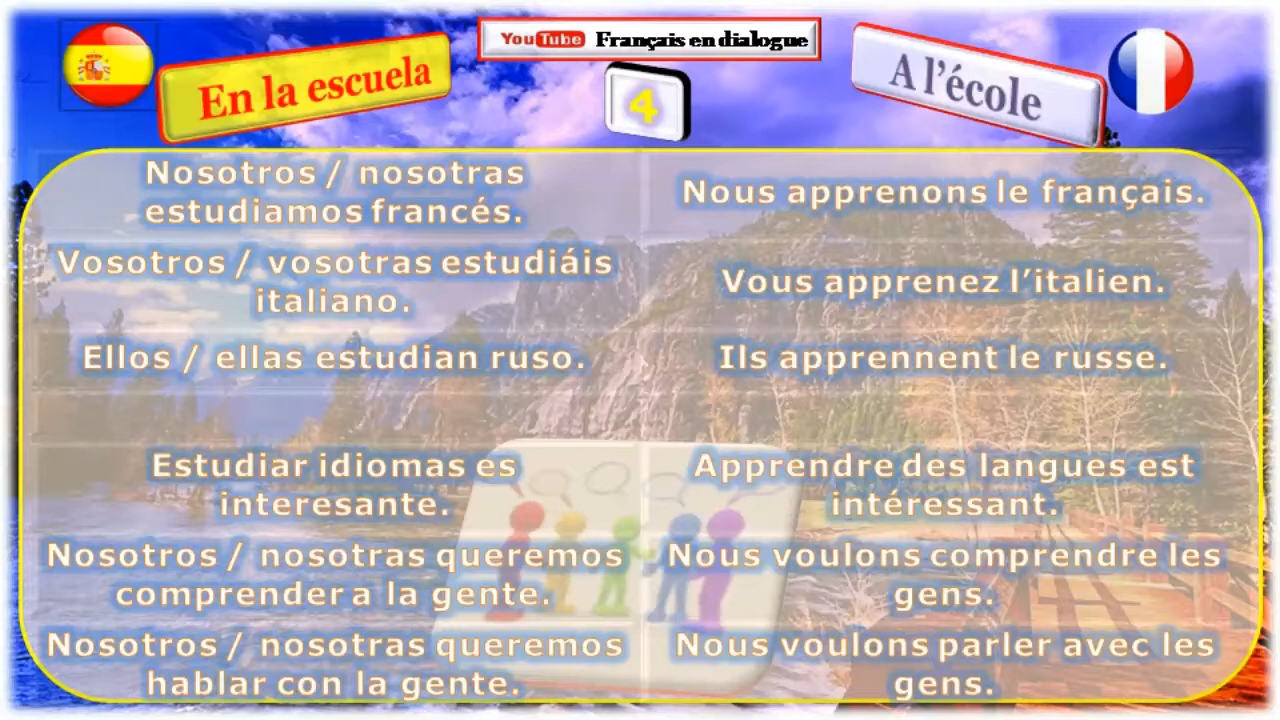 YouTube Français en dialogue
En la escuela
4
A l'école
Nosotros / nosotras
estudiamos francés.
Nous apprenons le français.
Vosotros / vosotras estudiáis
italiano.
Vous apprenez l’italien.
Ellos / ellas estudian ruso.
Ils apprennent le russe.
Estudiar idiomas es
interesante.
Apprendre des langues est
intéressant.
Nosotros / nosotras queremos
comprender a la gente.
Nous voulons comprendre les
gens.
Nosotros / nosotras queremos
hablar con la gente.
Nous voulons parler avec les
gens.